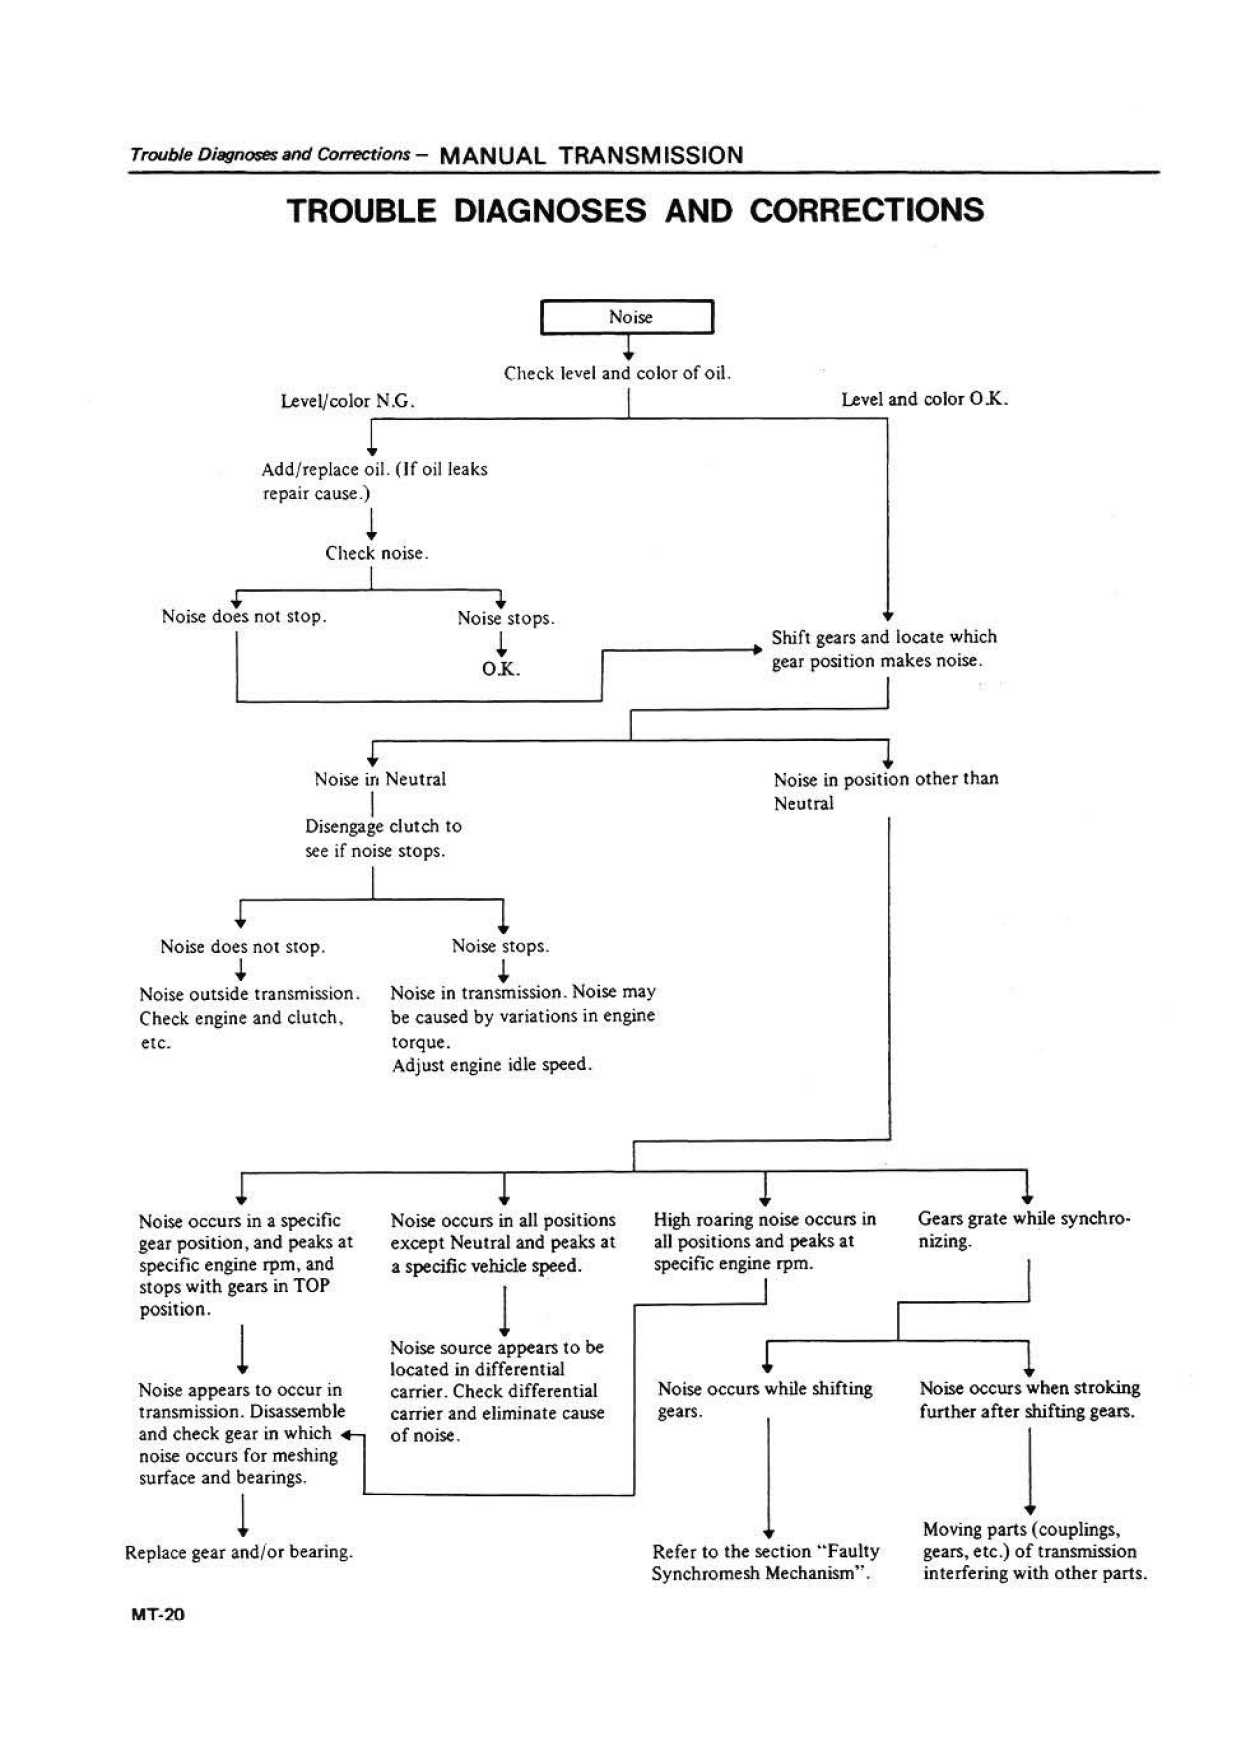 Trouble Diagnoses and Corrections – MANUAL TRANSMISSION
TROUBLE DIAGNOSES AND CORRECTIONS
Noise
Check level and color of oil.
Level/color N.G.
Level and color O.K.
Add/replace oil. (If oil leaks
repair cause.)
Check noise.
Noise does not stop.
Noise stops.
O.K.
Shift gears and locate which
gear position makes noise.
Noise in Neutral
Disengage clutch to
see if noise stops.
Noise in position other than
Neutral
Noise does not stop.
Noise outside transmission.
Check engine and clutch,
etc.
Noise stops.
Noise in transmission. Noise may
be caused by variations in engine
torque.
Adjust engine idle speed.
Noise occurs in a specific
gear position, and peaks at
specific engine rpm, and
stops with gears in TOP
position.
Noise appears to occur in
transmission. Disassemble
and check gear in which
noise occurs for meshing
surface and bearings.
Replace gear and/or bearing.
Noise occurs in all positions
except Neutral and peaks at
a specific vehicle speed.
Noise source appears to be
located in differential
carrier. Check differential
carrier and eliminate cause
of noise.
High roaring noise occurs in
all positions and peaks at
specific engine rpm.
Gears grate while synchro-
nizing.
Noise occurs while shifting
gears.
Refer to the section "Faulty
Synchromesh Mechanism".
Noise occurs when stroking
further after shifting gears.
Moving parts (couplings,
gears, etc.) of transmission
interfering with other parts.
MT-20